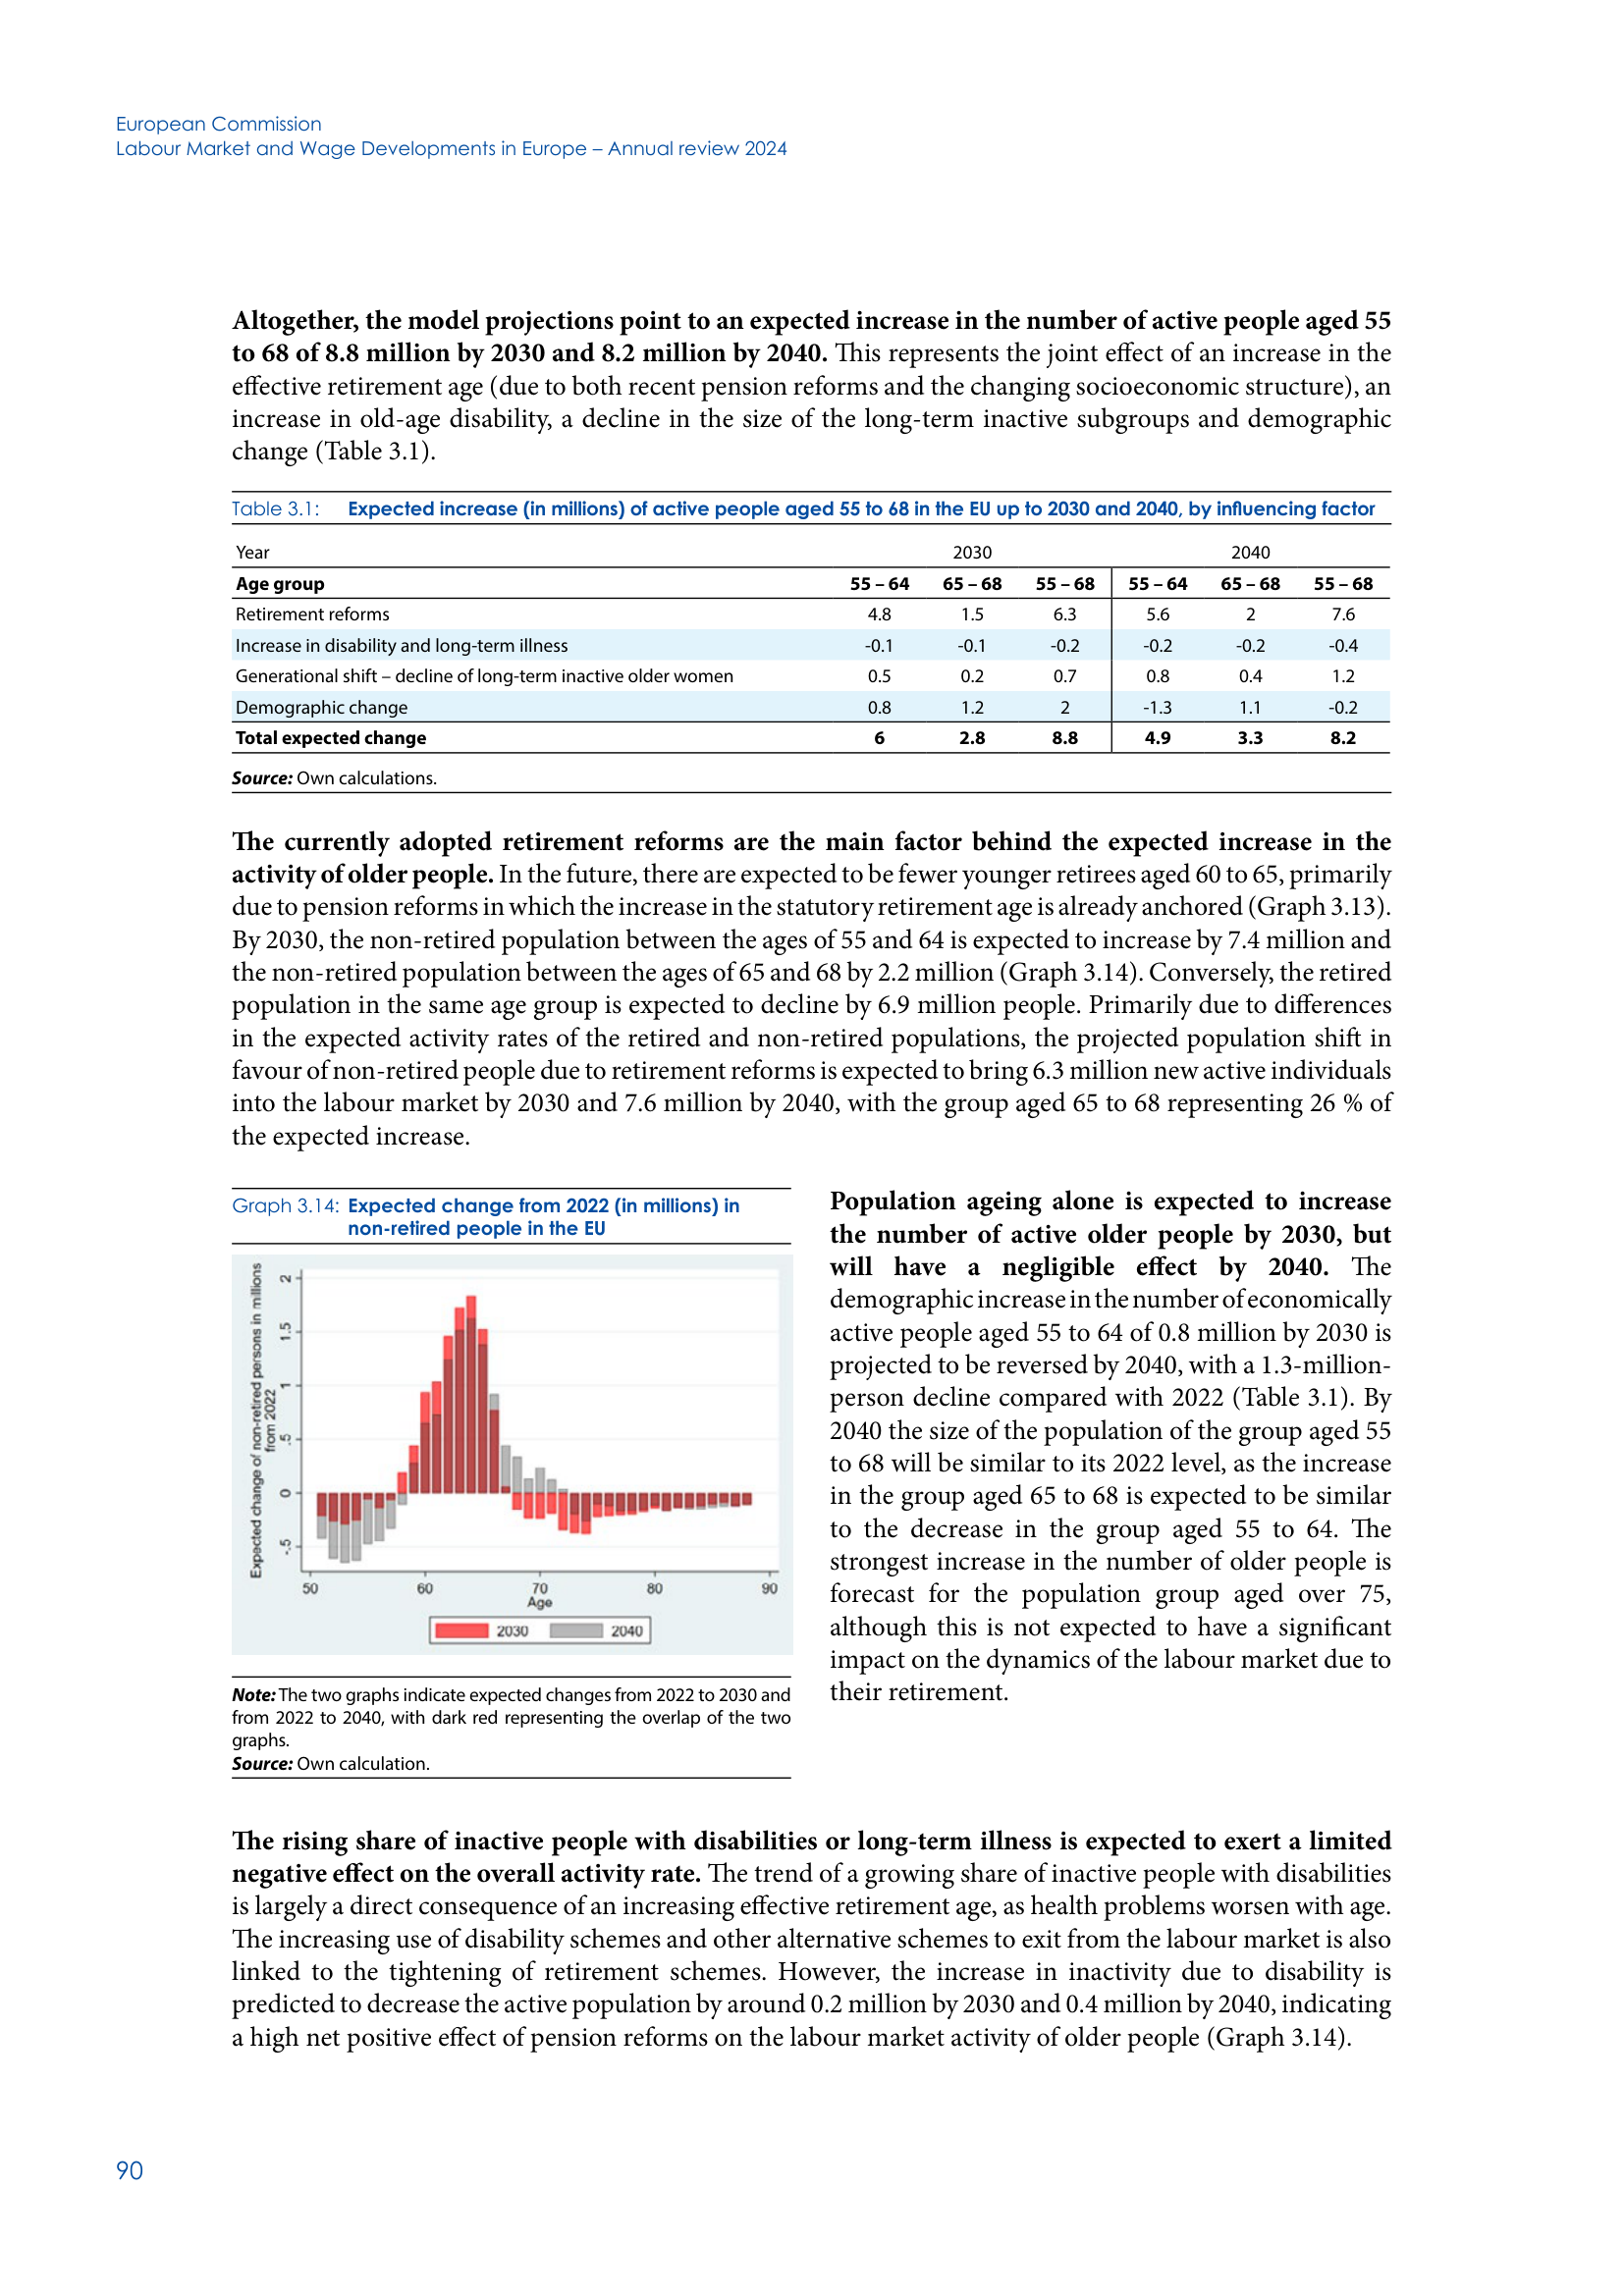 European Commission
Labour Market and Wage Developments in Europe – Annual review 2024
Altogether, the model projections point to an expected increase in the number of active people aged 55
to 68 of 8.8 million by 2030 and 8.2 million by 2040. This represents the joint effect of an increase in the
effective retirement age (due to both recent pension reforms and the changing socioeconomic structure), an
increase in old-age disability, a decline in the size of the long-term inactive subgroups and demographic
change (Table 3.1).
Table 3.1: Expected increase (in millions) of active people aged 55 to 68 in the EU up to 2030 and 2040, by influencing factor
Year 2030 2040
Age group 55 – 64 65 – 68 55 – 68 55 – 64 65 – 68 55 – 68
Retirement reforms 4.8 1.5 6.3 5.6 2 7.6
Increase in disability and long-term illness -0.1 -0.1 -0.2 -0.2 -0.2 -0.4
Generational shift – decline of long-term inactive older women 0.5 0.2 0.7 0.8 0.4 1.2
Demographic change 0.8 1.2 2 -1.3 1.1 -0.2
Total expected change 6 2.8 8.8 4.9 3.3 8.2
Source: Own calculations.
The currently adopted retirement reforms are the main factor behind the expected increase in the
activity of older people. In the future, there are expected to be fewer younger retirees aged 60 to 65, primarily
due to pension reforms in which the increase in the statutory retirement age is already anchored (Graph 3.13).
By 2030, the non-retired population between the ages of 55 and 64 is expected to increase by 7.4 million and
the non-retired population between the ages of 65 and 68 by 2.2 million (Graph 3.14). Conversely, the retired
population in the same age group is expected to decline by 6.9 million people. Primarily due to differences
in the expected activity rates of the retired and non-retired populations, the projected population shift in
favour of non-retired people due to retirement reforms is expected to bring 6.3 million new active individuals
into the labour market by 2030 and 7.6 million by 2040, with the group aged 65 to 68 representing 26 % of
the expected increase.
Graph 3.14: Expected change from 2022 (in millions) in
non-retired people in the EU
Expected change of non-retired persons in millions
from 2022
2
1.5
1
.5
0
-.5
50 60 70 80 90
Age
2030 2040
Note: The two graphs indicate expected changes from 2022 to 2030 and
from 2022 to 2040, with dark red representing the overlap of the two
graphs.
Source: Own calculation.
Population ageing alone is expected to increase
the number of active older people by 2030, but
will have a negligible effect by 2040. The
demographic increase in the number of economically
active people aged 55 to 64 of 0.8 million by 2030 is
projected to be reversed by 2040, with a 1.3-million-
person decline compared with 2022 (Table 3.1). By
2040 the size of the population of the group aged 55
to 68 will be similar to its 2022 level, as the increase
in the group aged 65 to 68 is expected to be similar
to the decrease in the group aged 55 to 64. The
strongest increase in the number of older people is
forecast for the population group aged over 75,
although this is not expected to have a significant
impact on the dynamics of the labour market due to
their retirement.
The rising share of inactive people with disabilities or long-term illness is expected to exert a limited
negative effect on the overall activity rate. The trend of a growing share of inactive people with disabilities
is largely a direct consequence of an increasing effective retirement age, as health problems worsen with age.
The increasing use of disability schemes and other alternative schemes to exit from the labour market is also
linked to the tightening of retirement schemes. However, the increase in inactivity due to disability is
predicted to decrease the active population by around 0.2 million by 2030 and 0.4 million by 2040, indicating
a high net positive effect of pension reforms on the labour market activity of older people (Graph 3.14).
90